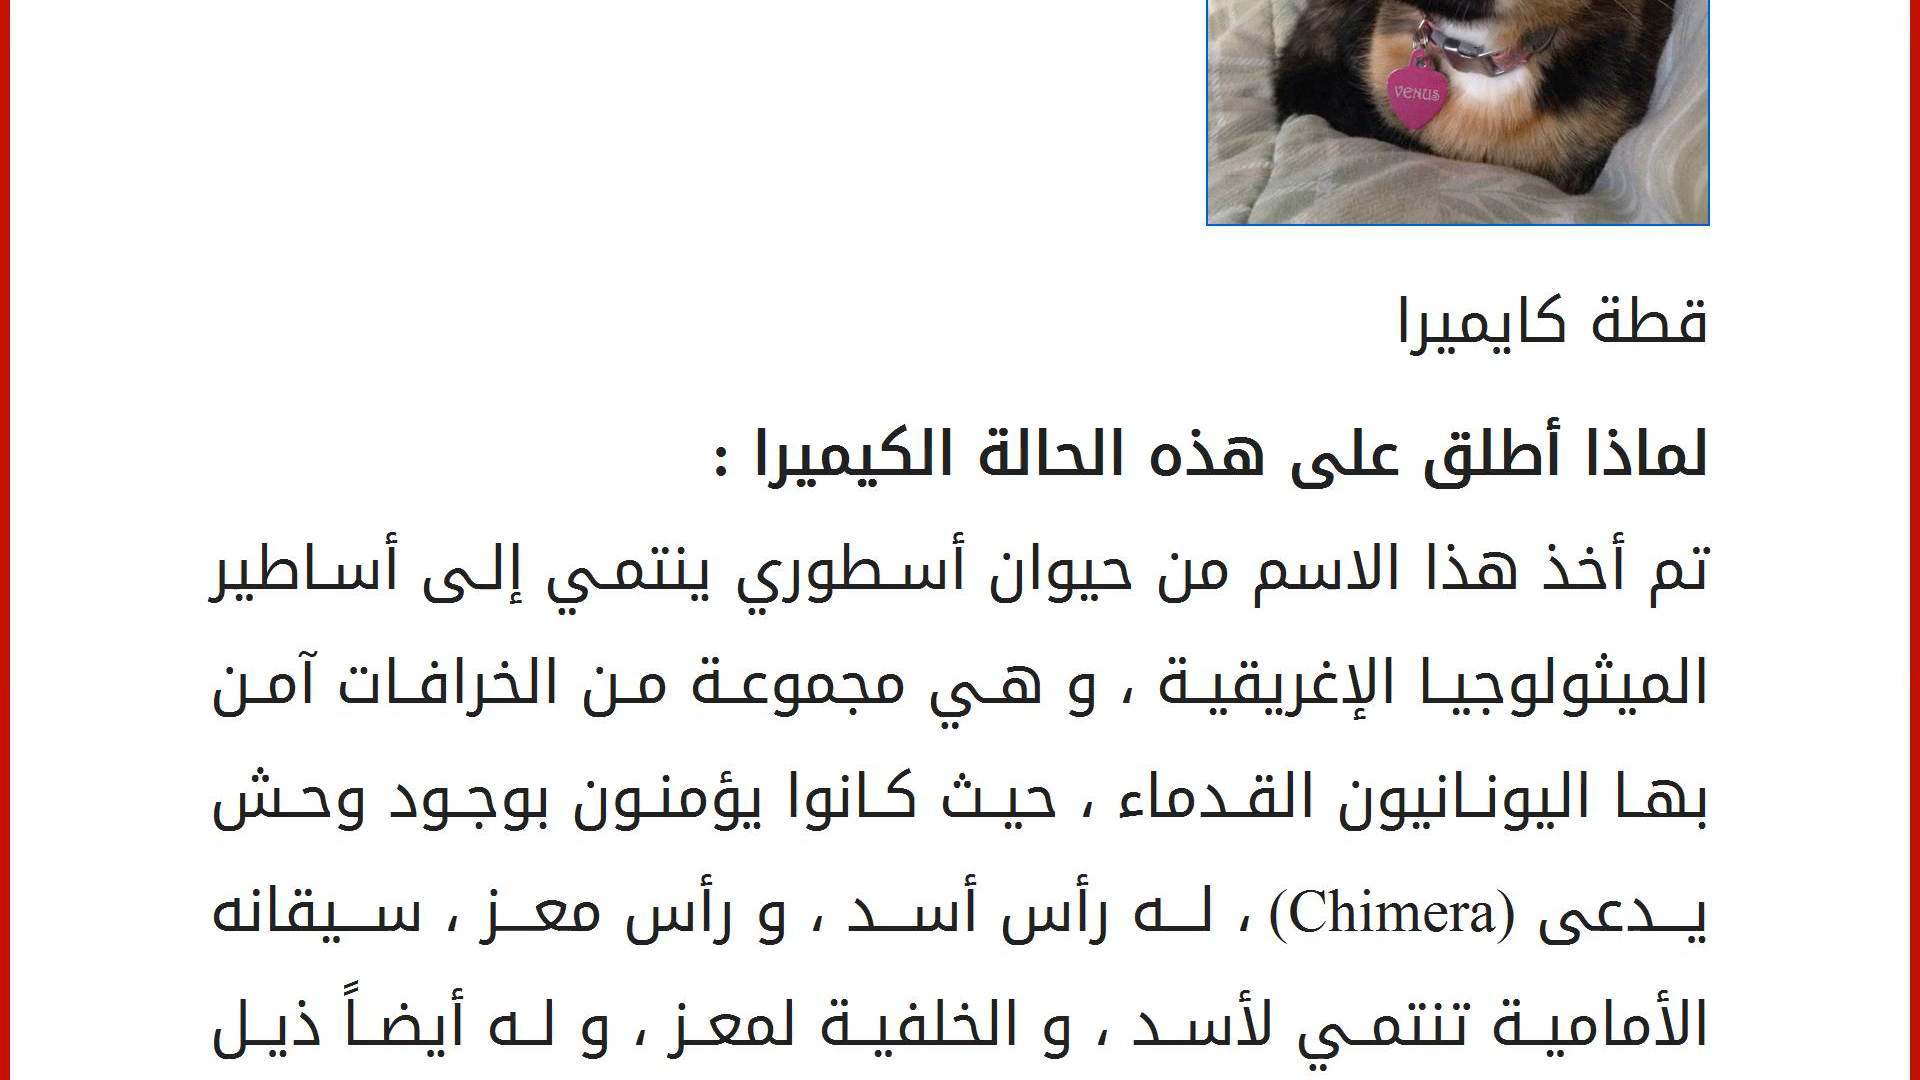 VENUS
قطة كايميرا
لماذا أطلق على هذه الحالة الكيميرا :
تم أخذ هذا الاسم من حيوان أسطوري ينتمي إلى أساطير
الميثولوجيا الإغريقية ، و هي مجموعة من الخرافات آمن
بها اليونانيون القدماء ، حيث كانوا يؤمنون بوجود وحش
يدعى (Chimera) ، له رأس أسد ، و رأس معز ، سيقانه
الأمامية تنتمي لأسد ، و الخلفية لمعز ، و له أيضاً ذيل